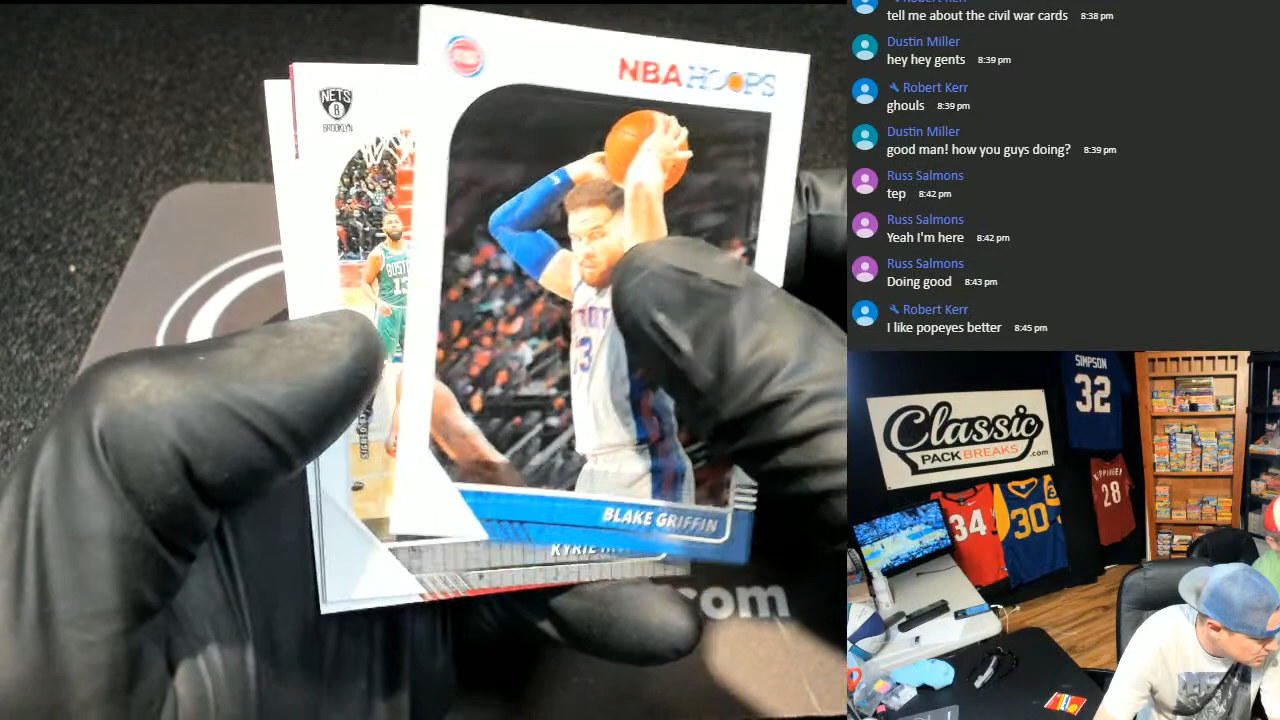 NBA HOOPS
NETS
BROOKLYN
BOSTON
13
BLAKE GRIFFIN
.com
tell me about the civil war cards 8:38 pm
Dustin Miller
hey hey gents 8:39 pm
Robert Kerr
ghouls 8:39 pm
Dustin Miller
good man! how you guys doing? 8:39 pm
Russ Salmons
tep 8:42 pm
Russ Salmons
Yeah I'm here 8:42 pm
Russ Salmons
Doing good 8:43 pm
Robert Kerr
I like popeyes better 8:45 pm
SIMPSON
32
Classic
PACK BREAKS.com
34
30
28